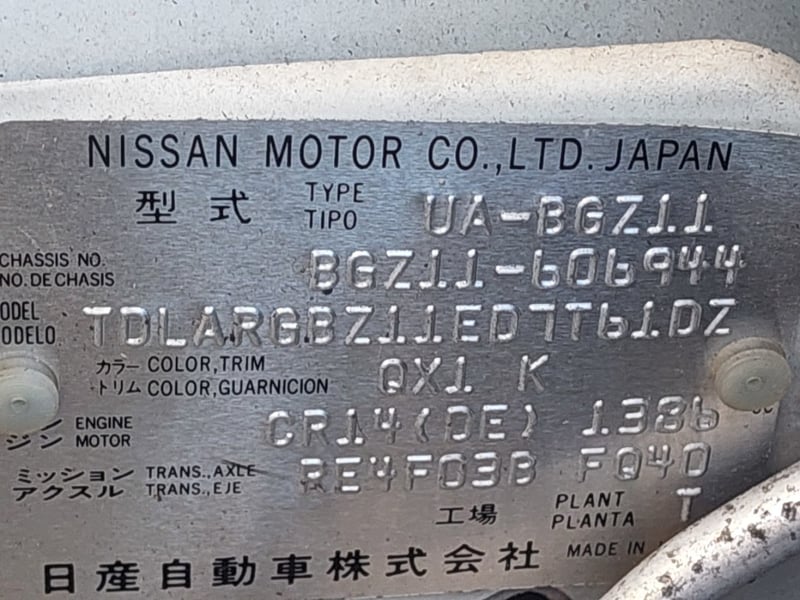 NISSAN MOTOR CO.,LTD. JAPAN
型式 TYPE UA-BGZ11
TIPO
CHASSIS NO. BGZ11-606944
NO. DE CHASIS
ODEL TDLARGBZ11ED7T61DZ
ODELO
カラー COLOR,TRIM QX1 K
トリム COLOR,GUARNICION
ン ENGINE CR14(DE) 1386 cc
ジン MOTOR
ミッション TRANS.,AXLE RE4F03B FQ40
アクスル TRANS.,EJE
工場 PLANT T
PLANTA
日産自動車株式会社 MADE IN